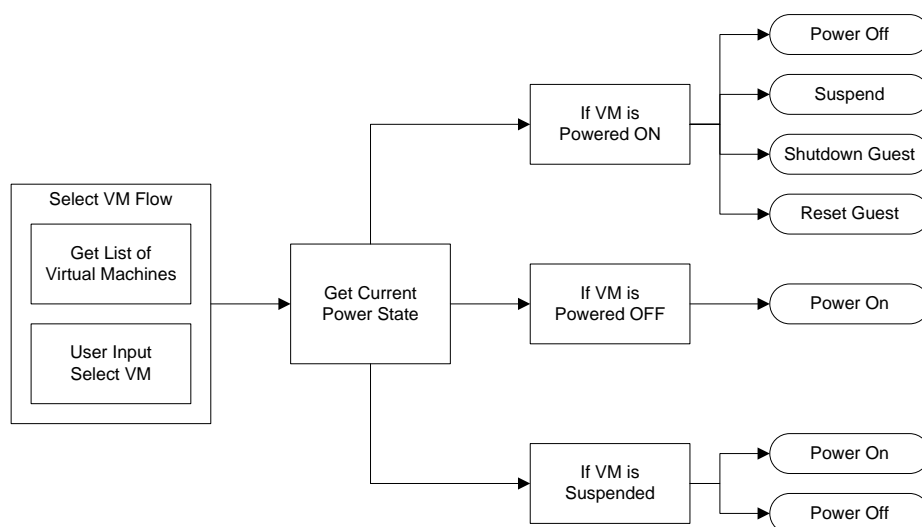 Select VM Flow
Get List of
Virtual Machines
User Input
Select VM
Get Current
Power State
If VM is
Powered ON
Power Off
Suspend
Shutdown Guest
Reset Guest
If VM is
Powered OFF
Power On
If VM is
Suspended
Power On
Power Off